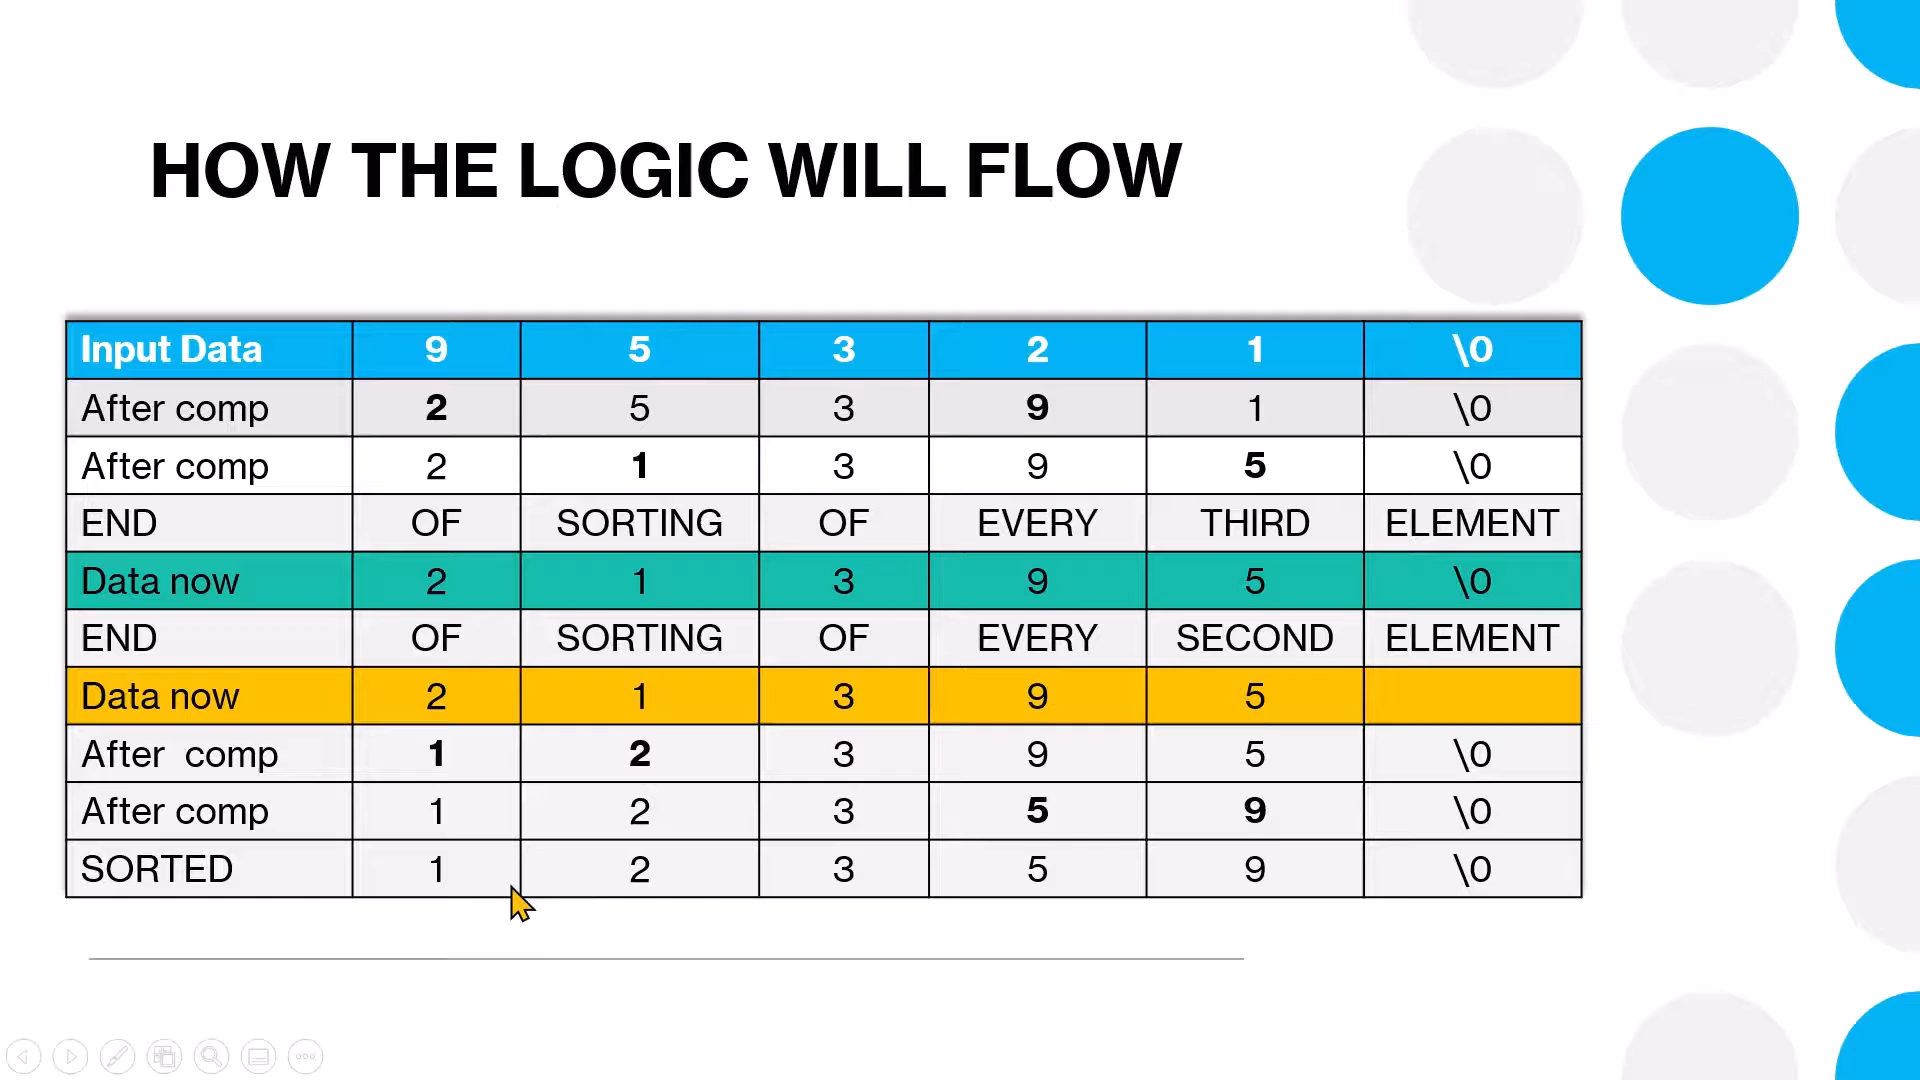 HOW THE LOGIC WILL FLOW
Input Data 9 5 3 2 1 \0
After comp 2 5 3 9 1 \0
After comp 2 1 3 9 5 \0
END OF SORTING OF EVERY THIRD ELEMENT
Data now 2 1 3 9 5 \0
END OF SORTING OF EVERY SECOND ELEMENT
Data now 2 1 3 9 5
After comp 1 2 3 9 5 \0
After comp 1 2 3 5 9 \0
SORTED 1 2 3 5 9 \0